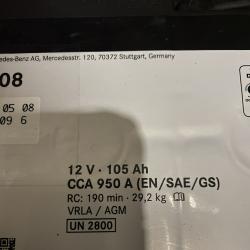 edes-Benz AG, Mercedesstr. 120, 70372 Stuttgart, Germany
08
05 08
09 6
12 V · 105 Ah
CCA 950 A (EN/SAE/GS)
RC: 190 min · 29,2 kg
VRLA / AGM
UN 2800